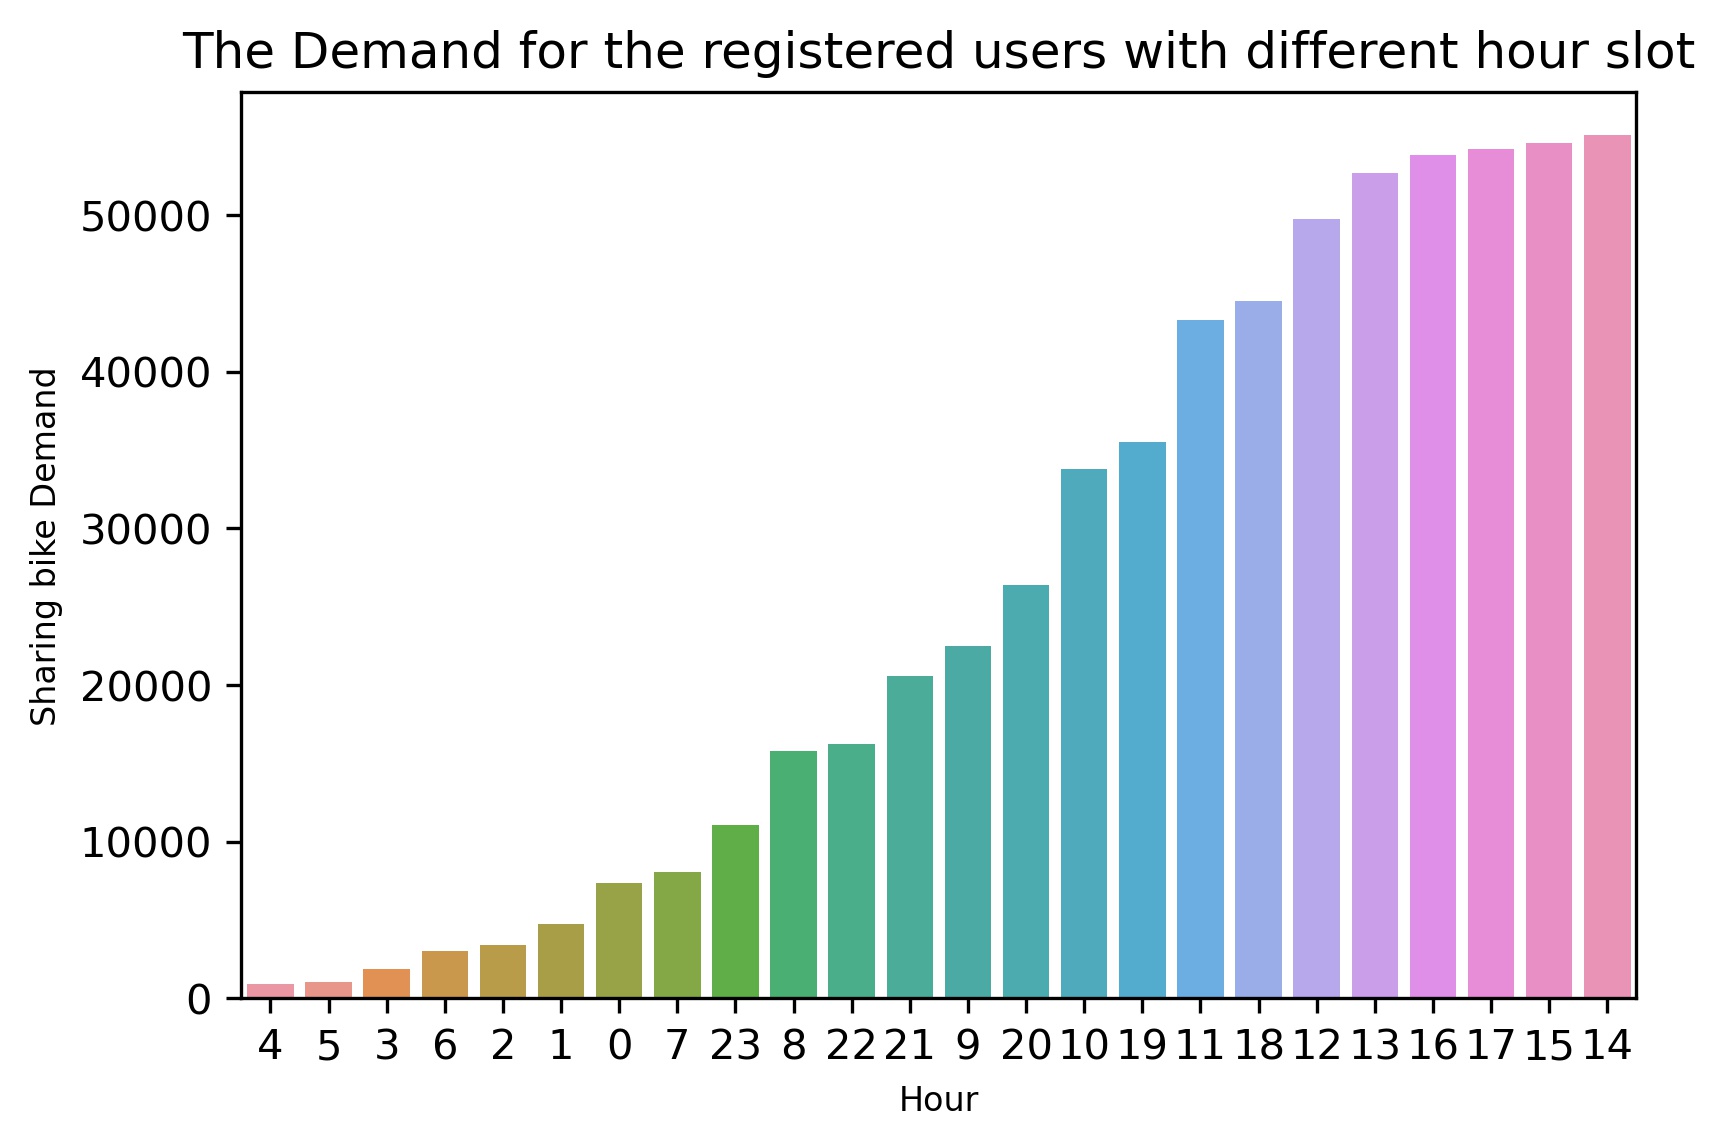 The Demand for the registered users with different hour slot
50000
40000
30000
20000
10000
0
Sharing bike Demand
4 5 3 6 2 1 0 7 23 8 22 21 9 20 10 19 11 18 12 13 16 17 15 14
Hour